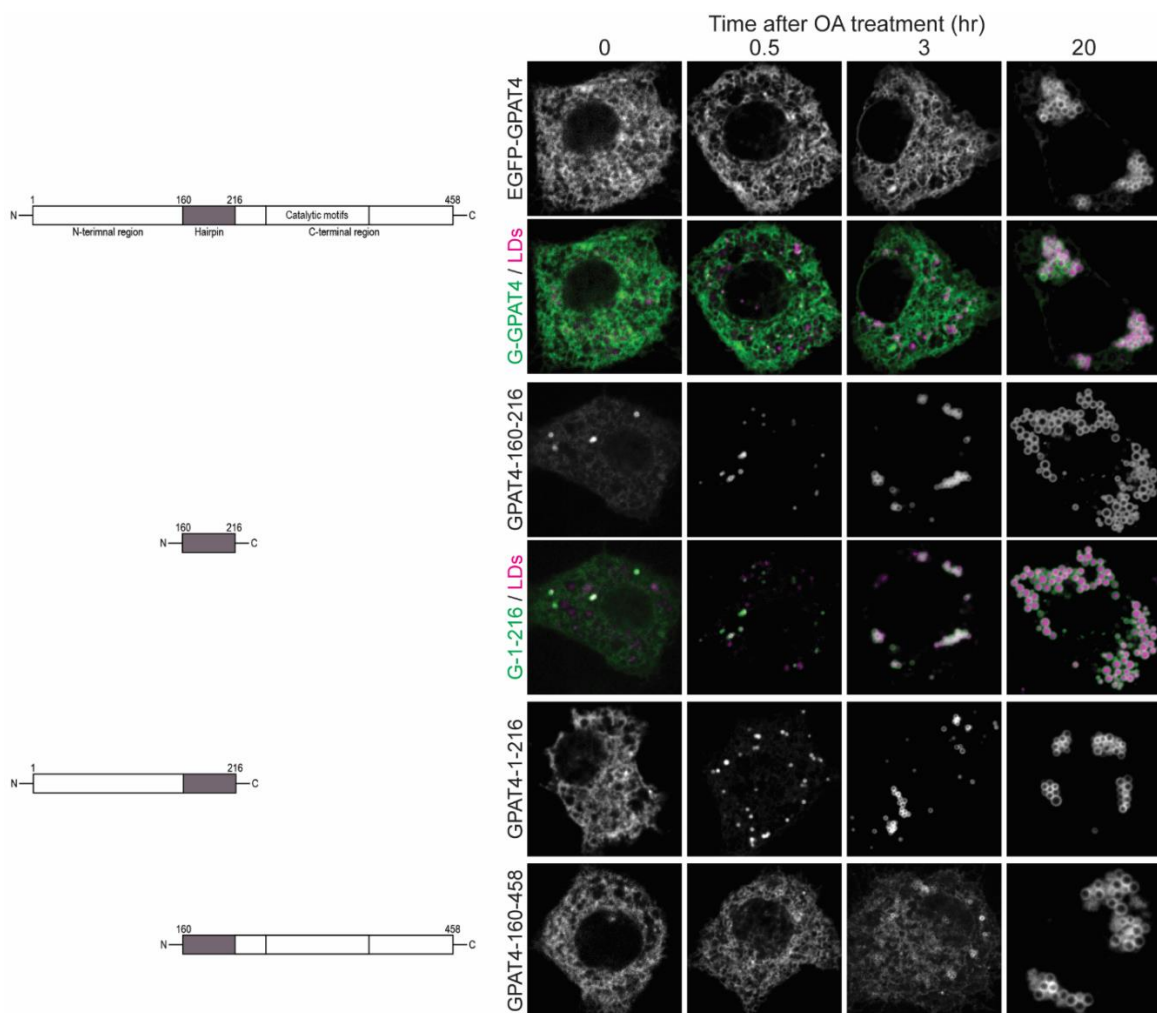 Time after OA treatment (hr)
0 0.5 3 20
EGFP-GPAT4
1 160 216 458
N Catalytic motifs C
N-terimnal region Hairpin C-terminal region
G-GPAT4 / LDs
GPAT4-160-216
160 216
N C
G-1-216 / LDs
GPAT4-1-216
1 216
N C
GPAT4-160-458
160 458
N C